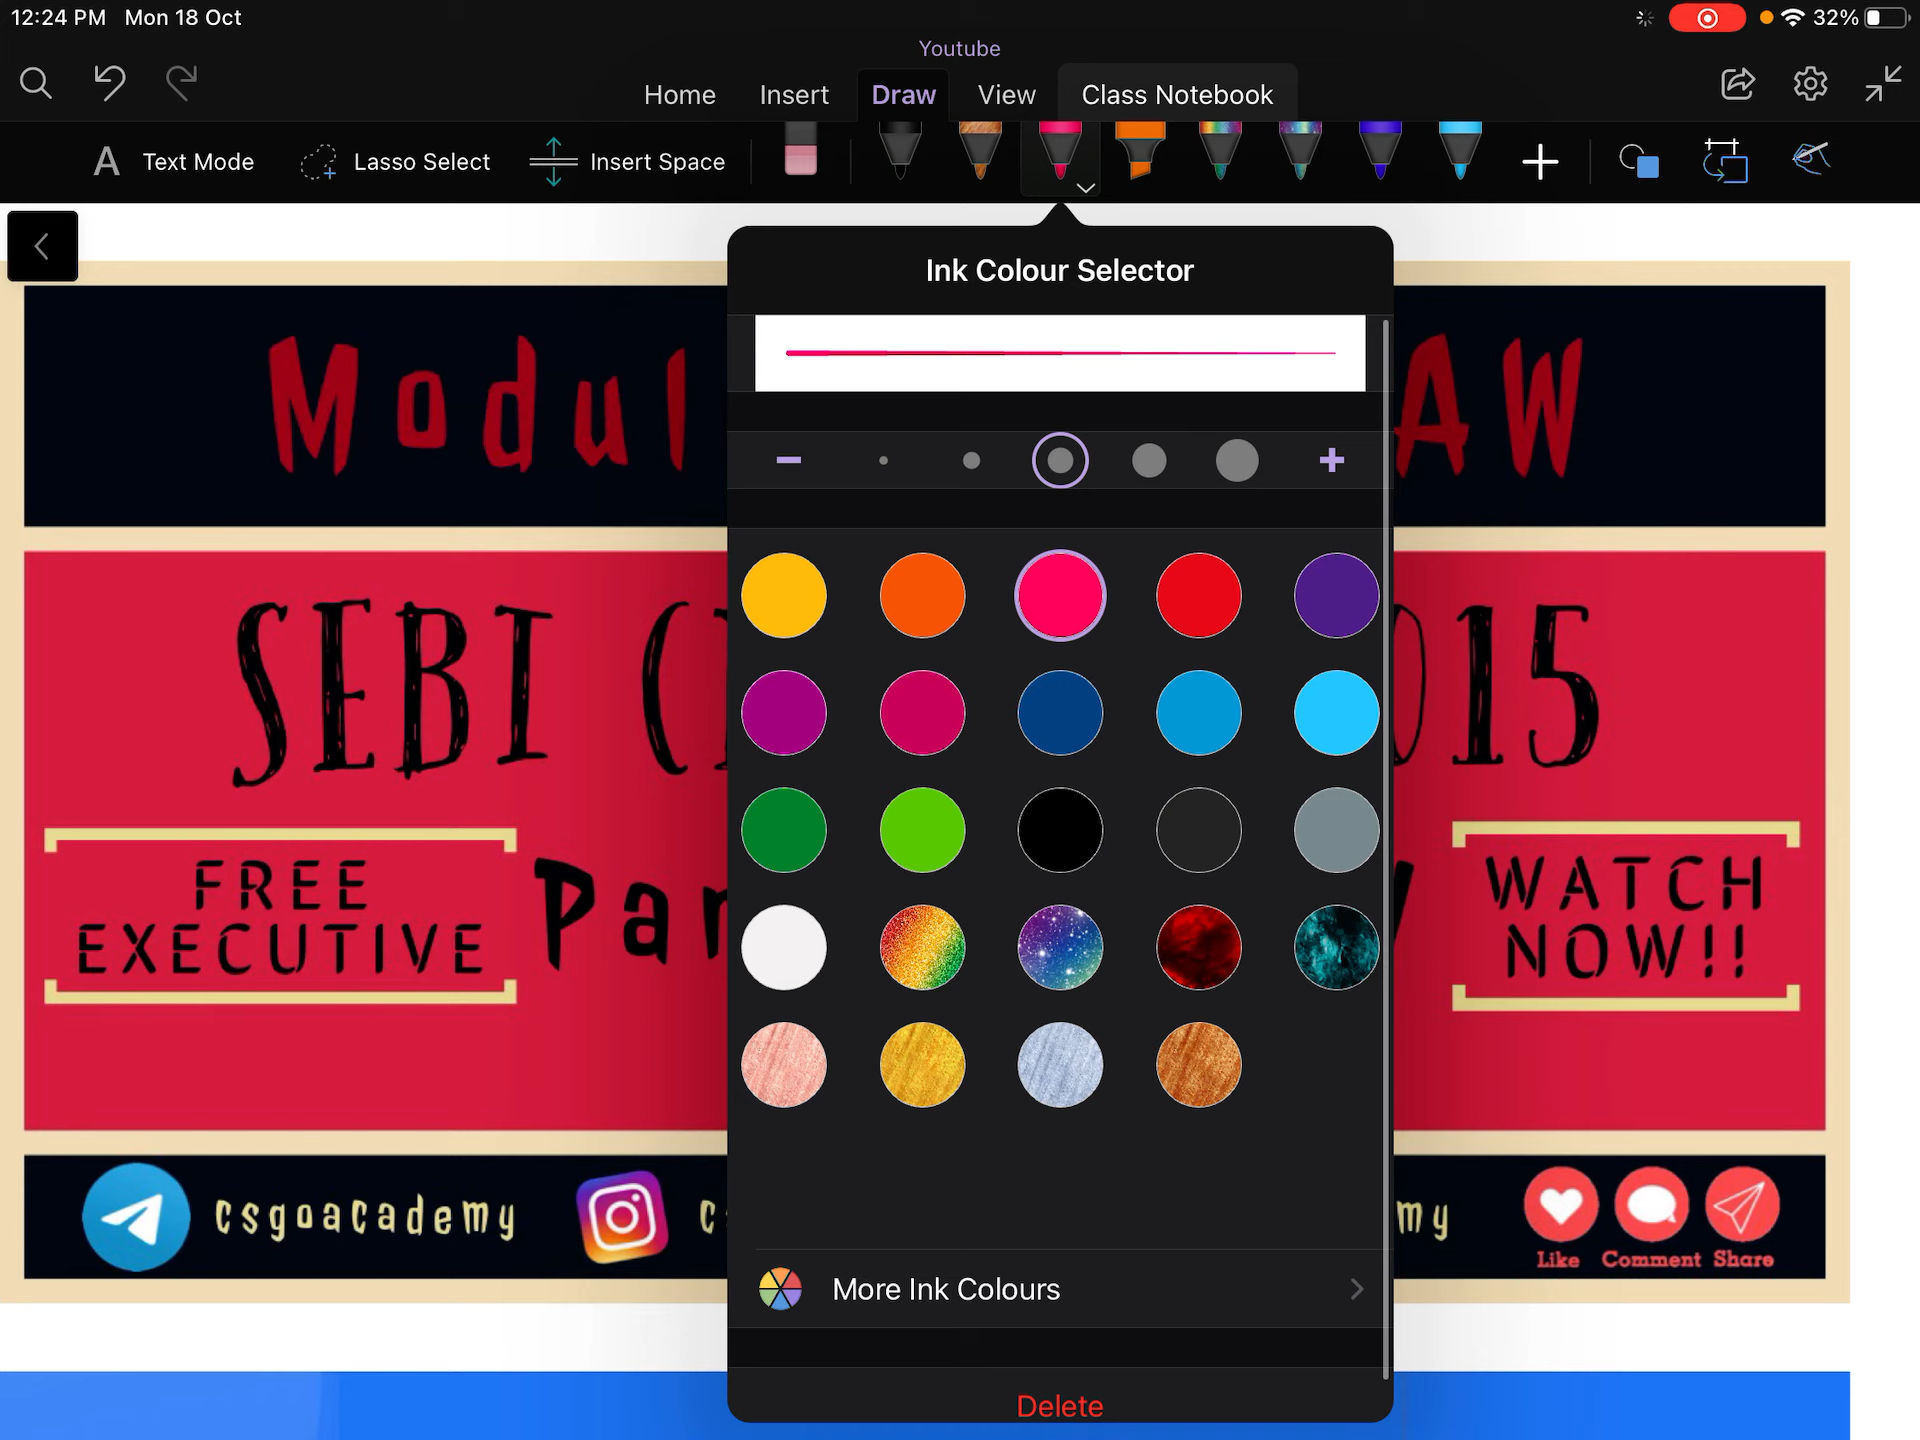 12:24 PM Mon 18 Oct 32%
Youtube
Home Insert Draw View Class Notebook
A Text Mode Lasso Select Insert Space
Ink Colour Selector
Modul AW
SEBI ( 015
FREE
EXECUTIVE
Par
WATCH
NOW!!
csgoacademy
my
Like Comment Share
More Ink Colours
Delete